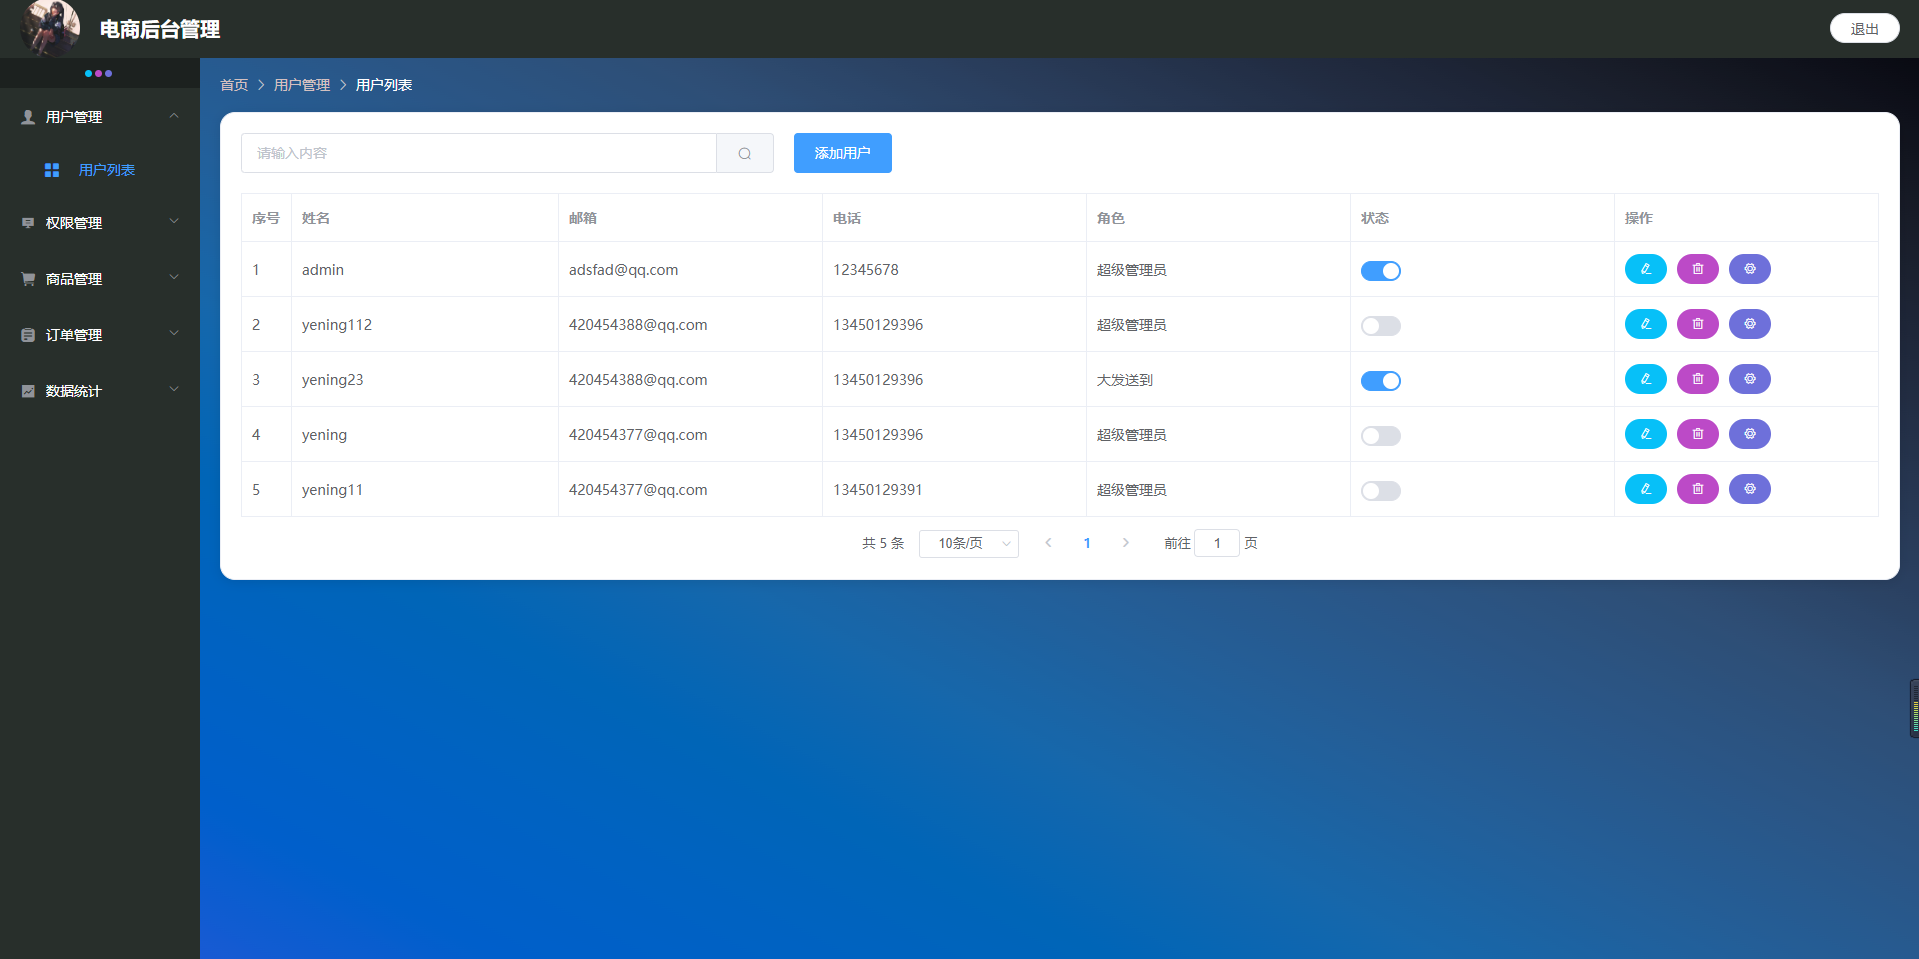 电商后台管理
退出
首页 用户管理 用户列表
用户管理
用户列表
权限管理
商品管理
订单管理
数据统计
请输入内容
添加用户
序号 姓名 邮箱 电话 角色 状态 操作
1 admin adsfad@qq.com 12345678 超级管理员
2 yening112 420454388@qq.com 13450129396 超级管理员
3 yening23 420454388@qq.com 13450129396 大发送到
4 yening 420454377@qq.com 13450129396 超级管理员
5 yening11 420454377@qq.com 13450129391 超级管理员
共 5 条 10条/页 1 前往 1 页